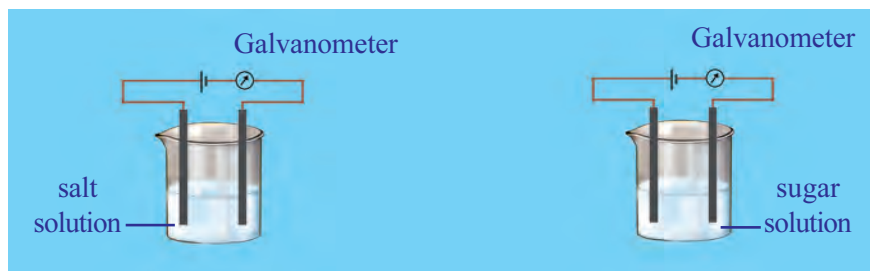 Galvanometer
salt
solution
Galvanometer
sugar
solution